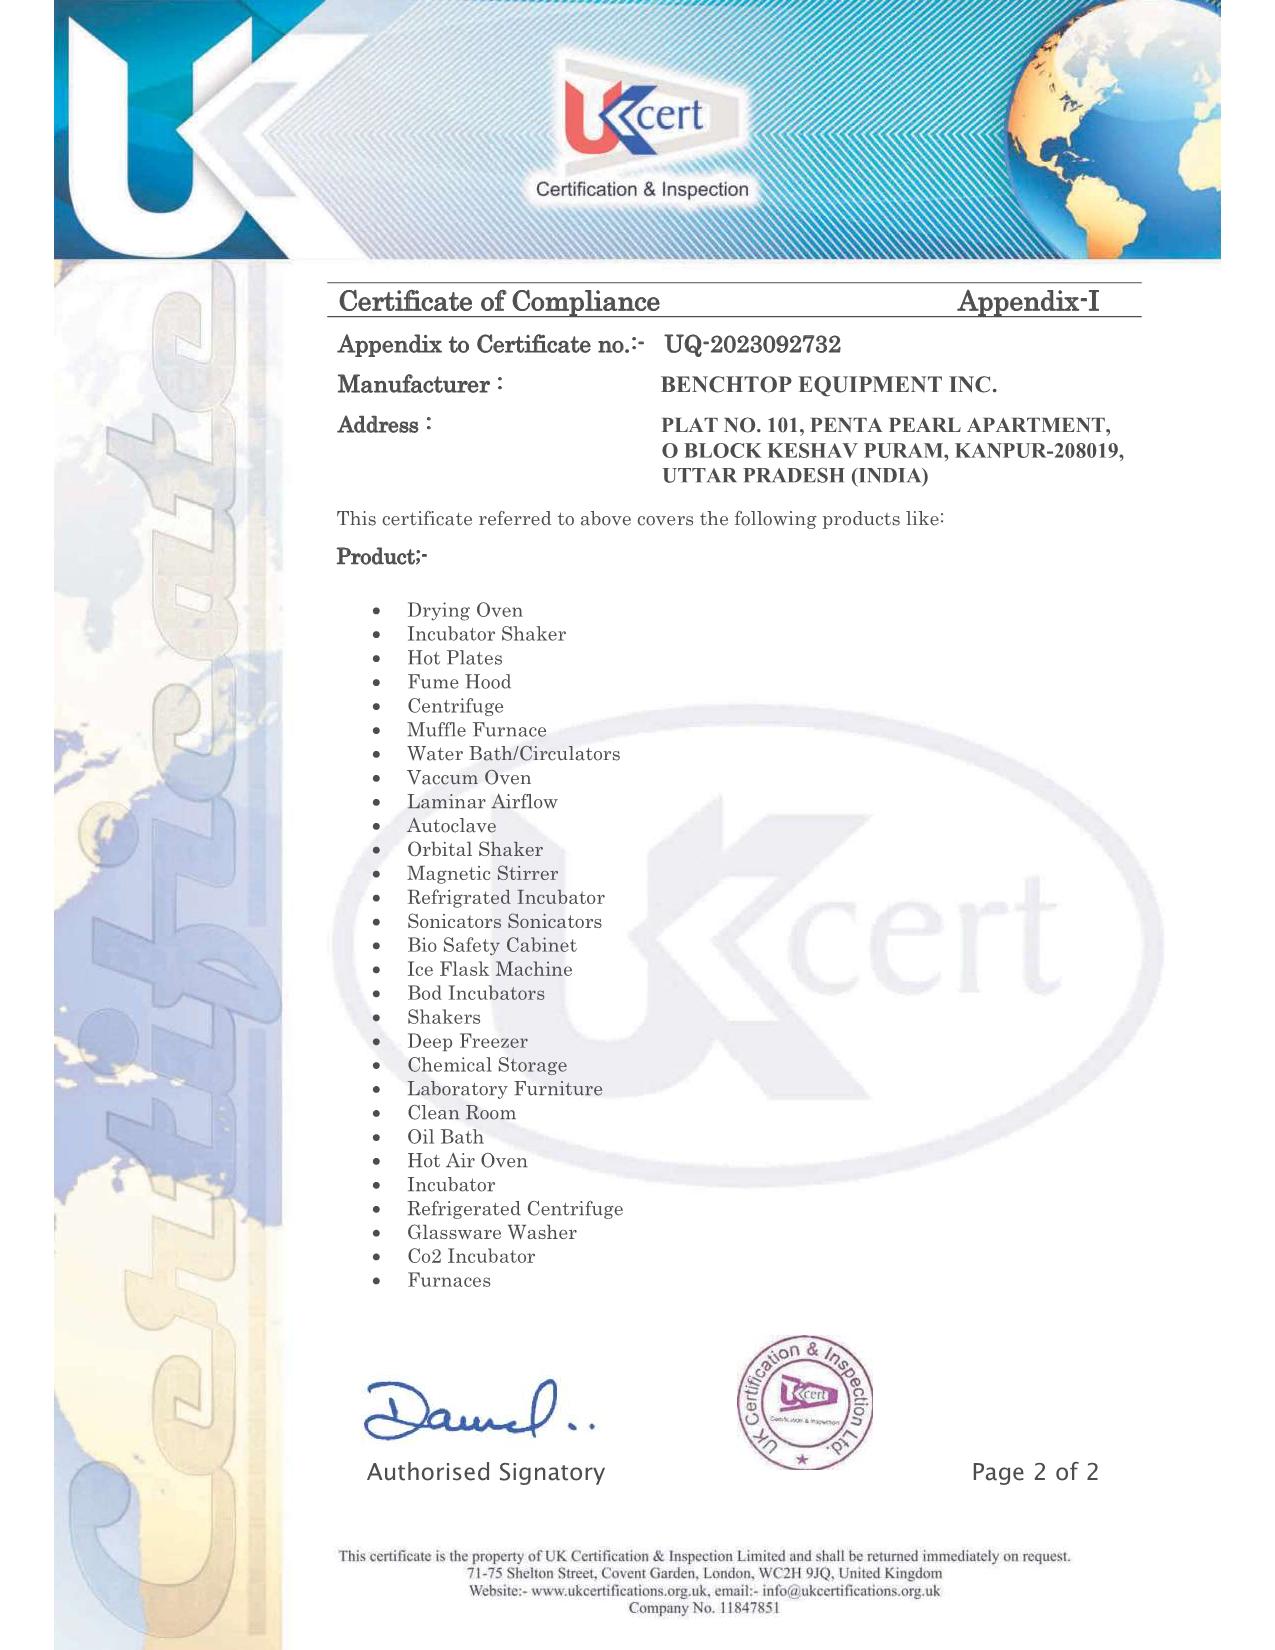 UK
UKcert
Certification & Inspection
Certificate
Certificate of Compliance Appendix-I
Appendix to Certificate no.:- UQ-2023092732
Manufacturer : BENCHTOP EQUIPMENT INC.
Address : PLAT NO. 101, PENTA PEARL APARTMENT,
O BLOCK KESHAV PURAM, KANPUR-208019,
UTTAR PRADESH (INDIA)
This certificate referred to above covers the following products like:
Product;-
• Drying Oven
• Incubator Shaker
• Hot Plates
• Fume Hood
• Centrifuge
• Muffle Furnace
• Water Bath/Circulators
• Vaccum Oven
• Laminar Airflow
• Autoclave
• Orbital Shaker
• Magnetic Stirrer
• Refrigrated Incubator
• Sonicators Sonicators
• Bio Safety Cabinet
• Ice Flask Machine
• Bod Incubators
• Shakers
• Deep Freezer
• Chemical Storage
• Laboratory Furniture
• Clean Room
• Oil Bath
• Hot Air Oven
• Incubator
• Refrigerated Centrifuge
• Glassware Washer
• Co2 Incubator
• Furnaces
UKcert
UK Certification & Inspection Ltd.
UKcert
Certification & Inspection
Authorised Signatory
Page 2 of 2
This certificate is the property of UK Certification & Inspection Limited and shall be returned immediately on request.
71-75 Shelton Street, Covent Garden, London, WC2H 9JQ, United Kingdom
Website:- www.ukcertifications.org.uk, email:- info@ukcertifications.org.uk
Company No. 11847851